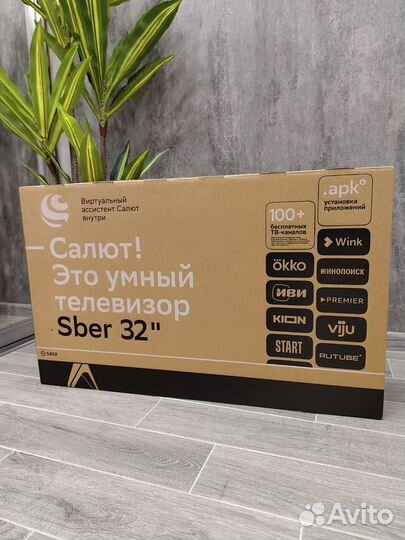 Виртуальный
ассистент Салют
внутри
Салют!
Это умный
телевизор
Sber 32"
SBER
100+
бесплатных
ТВ-каналов
.apk
установка
приложений
Wink
okko
КИНОПОИСК
иви
PREMIER
KION
viju
START
RUTUBE
Avito